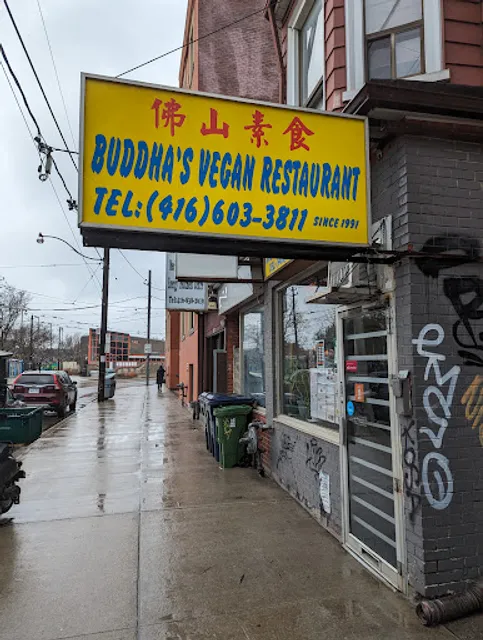 佛山素食
BUDDHA'S VEGAN RESTAURANT
TEL:(416)603-3811 SINCE 1991